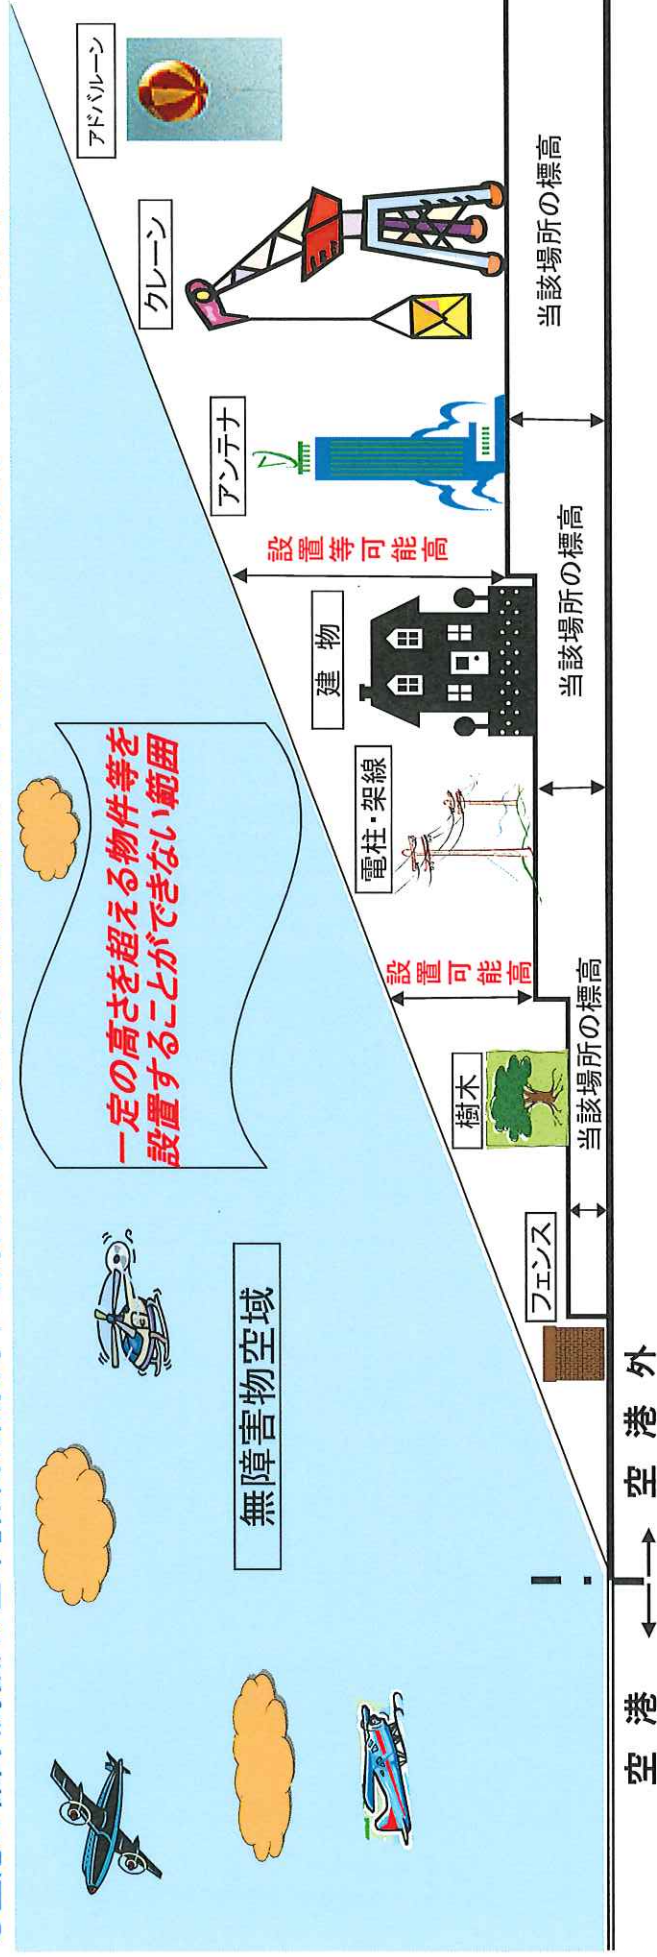 アドバルーン
クレーン
アンテナ
設置等可能高
建物
電柱・架線
設置可能高
樹木
フェンス
一定の高さを超える物件等を
設置することができない範囲
無障害物空域
当該場所の標高
当該場所の標高
当該場所の標高
空港 ←→ 空港外